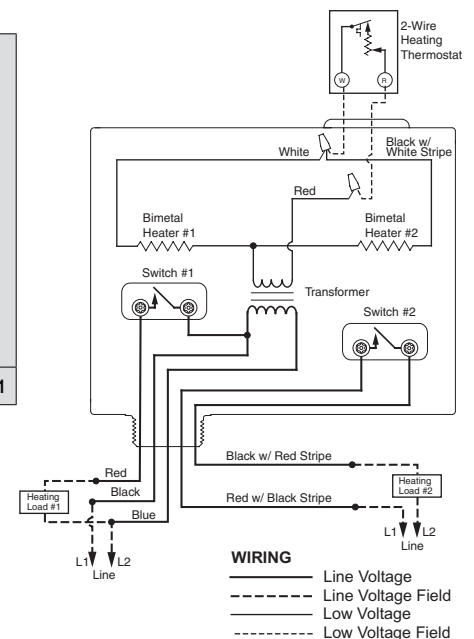 2-Wire
Heating
Thermostat
W
R
White
Black w/
White Stripe
Red
Bimetal
Heater #1
Bimetal
Heater #2
Switch #1
Transformer
Switch #2
1
Red
Black
Blue
Heating
Load #1
L1
L2
Line
Black w/ Red Stripe
Red w/ Black Stripe
Heating
Load #2
L1
L2
Line
WIRING
Line Voltage
Line Voltage Field
Low Voltage
Low Voltage Field